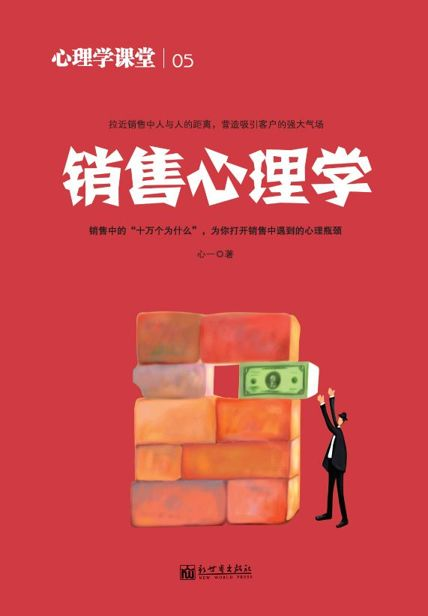 心理学课堂 05
拉近销售中人与人的距离，营造吸引客户的强大气场
销售心理学
销售中的“十万个为什么”，为你打开销售中遇到的心理瓶颈
心一◎著
新世界出版社
NEW WORLD PRESS